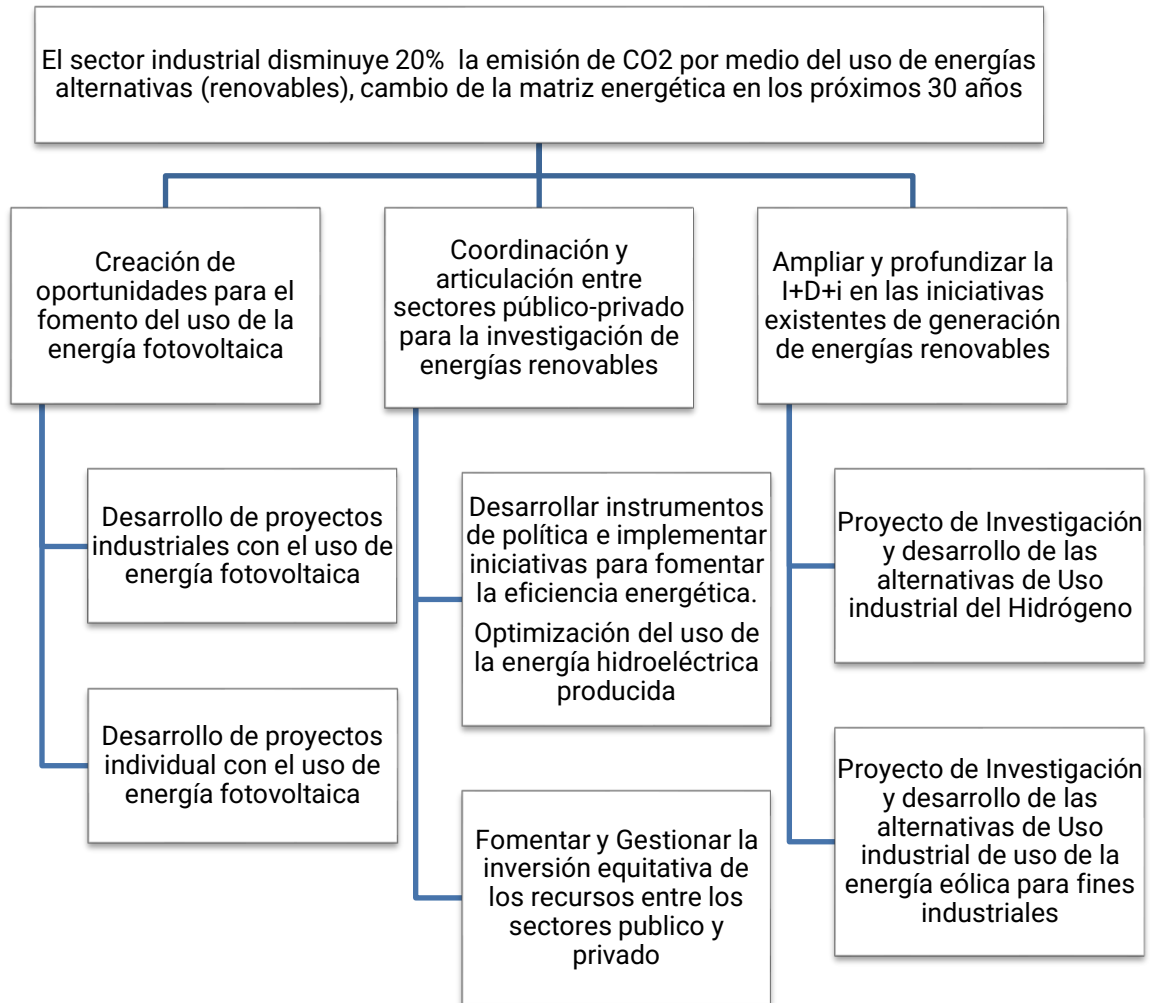 El sector industrial disminuye 20% la emisión de CO2 por medio del uso de energías
alternativas (renovables), cambio de la matriz energética en los próximos 30 años
Creación de
oportunidades para el
fomento del uso de la
energía fotovoltaica
Desarrollo de proyectos
industriales con el uso de
energía fotovoltaica
Desarrollo de proyectos
individual con el uso de
energía fotovoltaica
Coordinación y
articulación entre
sectores público-privado
para la investigación de
energías renovables
Desarrollar instrumentos
de política e implementar
iniciativas para fomentar
la eficiencia energética.
Optimización del uso de
la energía hidroeléctrica
producida
Fomentar y Gestionar la
inversión equitativa de
los recursos entre los
sectores publico y
privado
Ampliar y profundizar la
I+D+i en las iniciativas
existentes de generación
de energías renovables
Proyecto de Investigación
y desarrollo de las
alternativas de Uso
industrial del Hidrógeno
Proyecto de Investigación
y desarrollo de las
alternativas de Uso
industrial de uso de la
energía eólica para fines
industriales